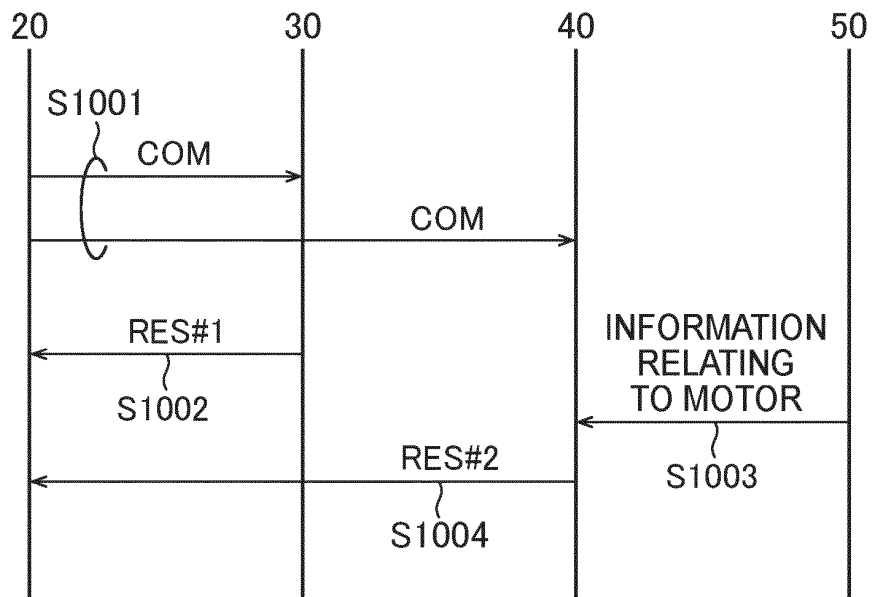 20
30
40
50
S1001
COM
COM
RES#1
S1002
INFORMATION
RELATING
TO MOTOR
S1003
RES#2
S1004